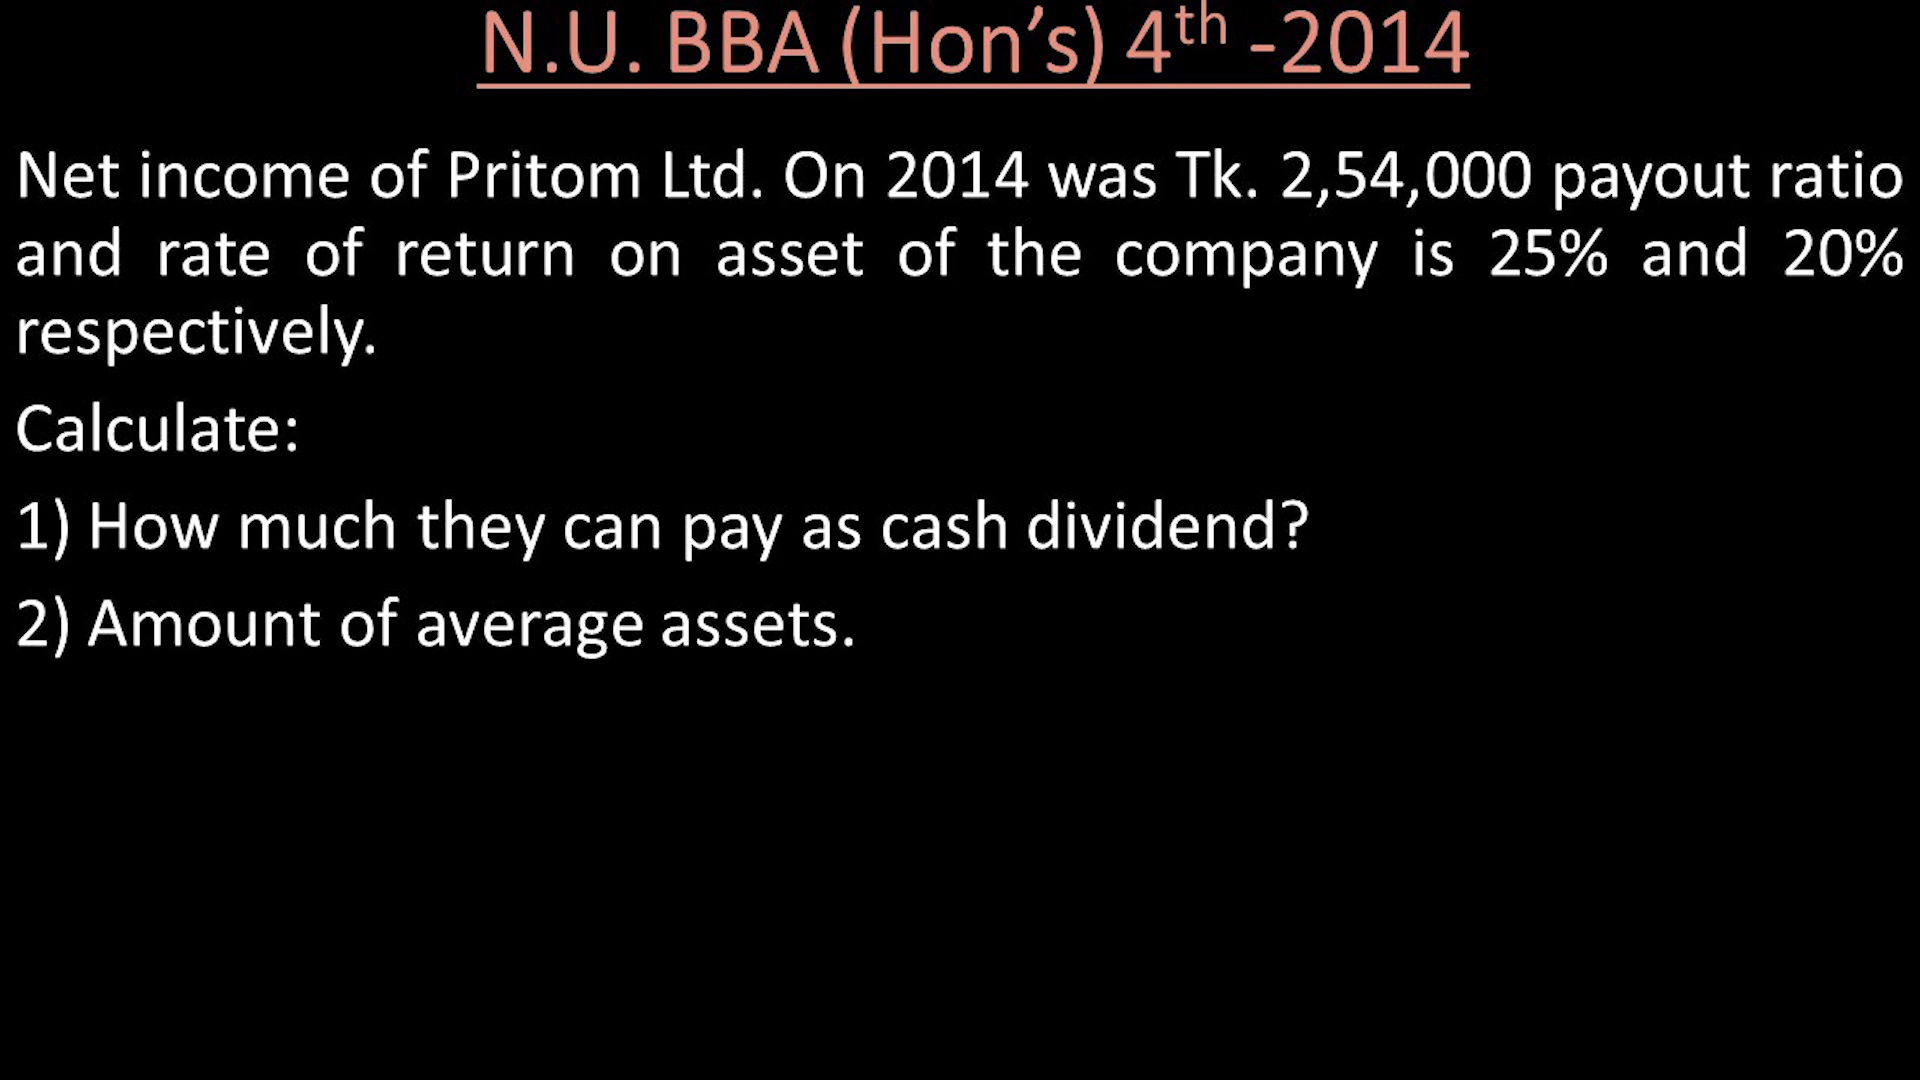 N.U. BBA (Hon’s) 4th -2014
Net income of Pritom Ltd. On 2014 was Tk. 2,54,000 payout ratio
and rate of return on asset of the company is 25% and 20%
respectively.
Calculate:
1) How much they can pay as cash dividend?
2) Amount of average assets.